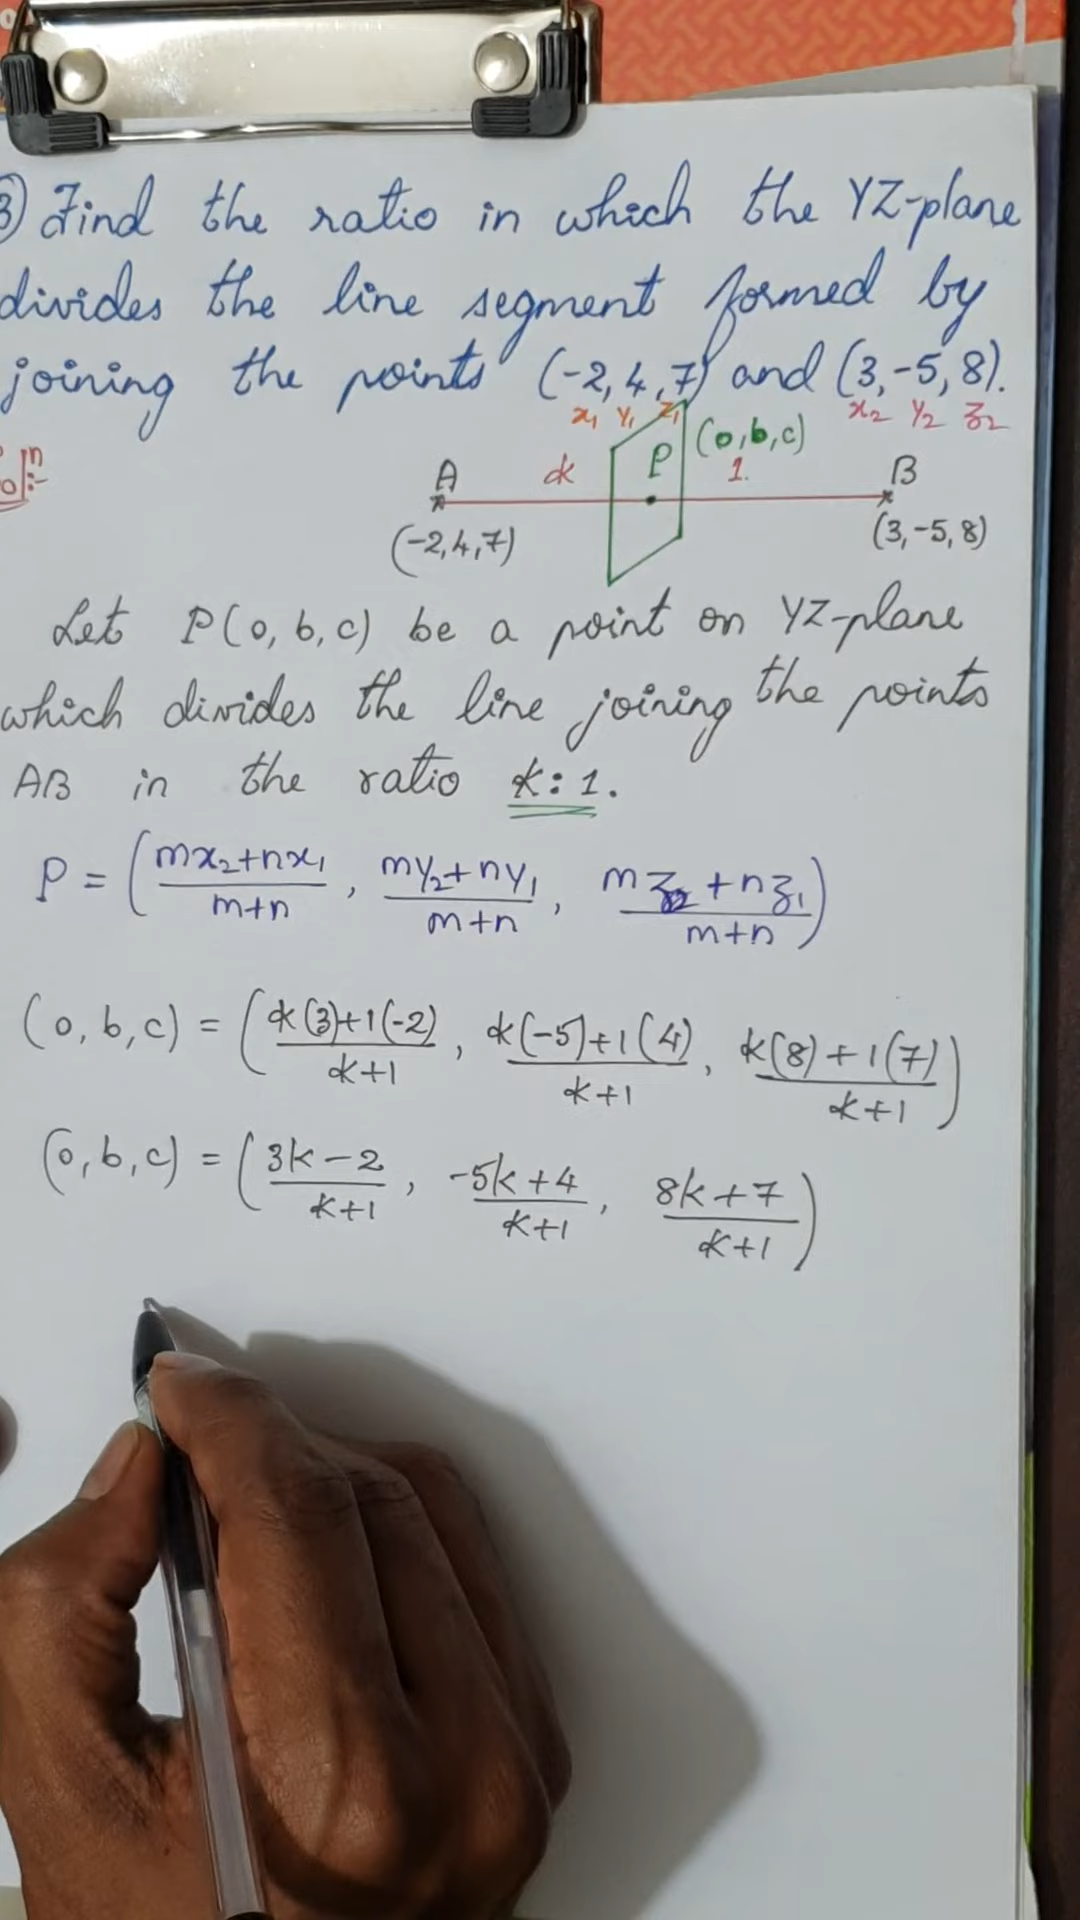 3) Find the ratio in which the YZ-plane
divides the line segment formed by
joining the points (-2,4,7) and (3,-5,8).
x₁ y₁ z₁ x₂ y₂ z₂
Solⁿ:-
A k P (0,b,c) 1. B
(-2,4,7) (3,-5,8)
Let P(0,b,c) be a point on YZ-plane
which divides the line joining the points
AB in the ratio k:1.
P = ( (mx₂+nx₁)/(m+n) , (my₂+ny₁)/(m+n) , (mz₂+nz₁)/(m+n) )
(0,b,c) = ( (k(3)+1(-2))/(k+1) , (k(-5)+1(4))/(k+1) , (k(8)+1(7))/(k+1) )
(0,b,c) = ( (3k-2)/(k+1) , (-5k+4)/(k+1) , (8k+7)/(k+1) )